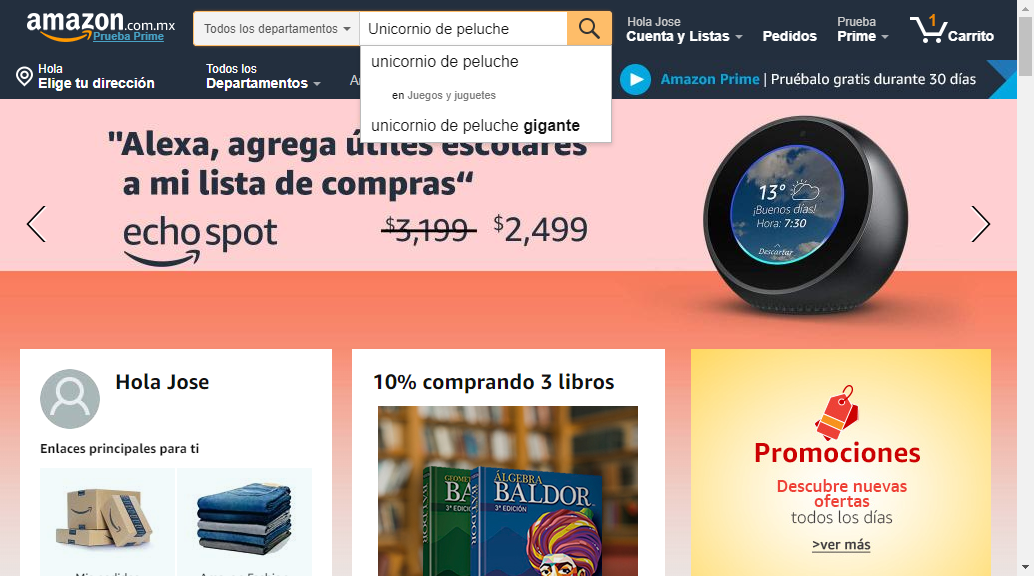 amazon.com.mx
Prueba Prime
Todos los departamentos
Unicornio de peluche
Hola Jose
Cuenta y Listas
Pedidos
Prueba
Prime
1
Carrito
Hola
Elige tu dirección
Todos los
Departamentos
unicornio de peluche
en Juegos y juguetes
unicornio de peluche gigante
Amazon Prime | Pruébalo gratis durante 30 días
"Alexa, agrega útiles escolares
a mi lista de compras“
echo spot
$3,199 $2,499
13°
¡Buenos días!
Hora: 7:30
Descartar
Hola Jose
Enlaces principales para ti
10% comprando 3 libros
ÁLGEBRA
BALDOR
3ª EDICIÓN
BA
3ª EDICIÓN
Promociones
Descubre nuevas
ofertas
todos los días
>ver más